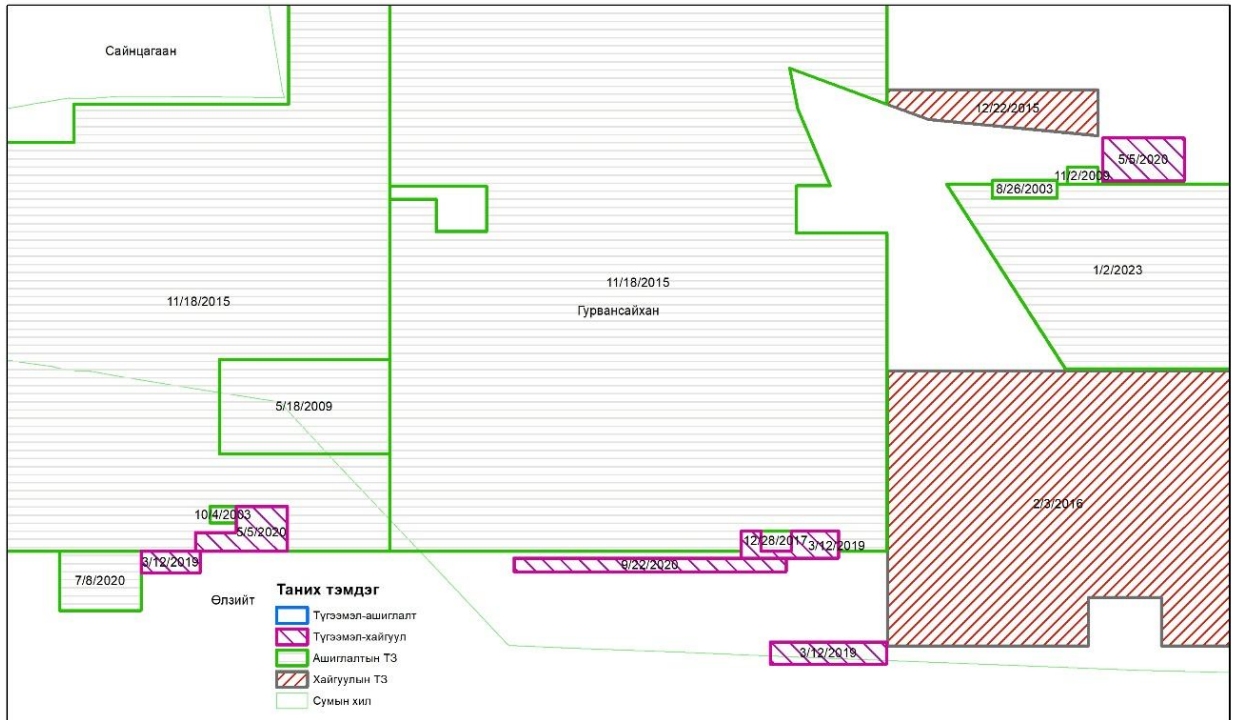 Сайнцагаан
12/22/2015
5/5/2020
11/2/2009
8/26/2003
1/2/2023
11/18/2015
11/18/2015
Гурвансайхан
5/18/2009
2/3/2016
10/4/2003
5/5/2020
12/28/2017
3/12/2019
3/12/2019
9/22/2020
7/8/2020
Өлзийт
3/12/2019
Таних тэмдэг
Түгээмэл-ашиглалт
Түгээмэл-хайгуул
Ашиглалтын ТЗ
Хайгуулын ТЗ
Сумын хил